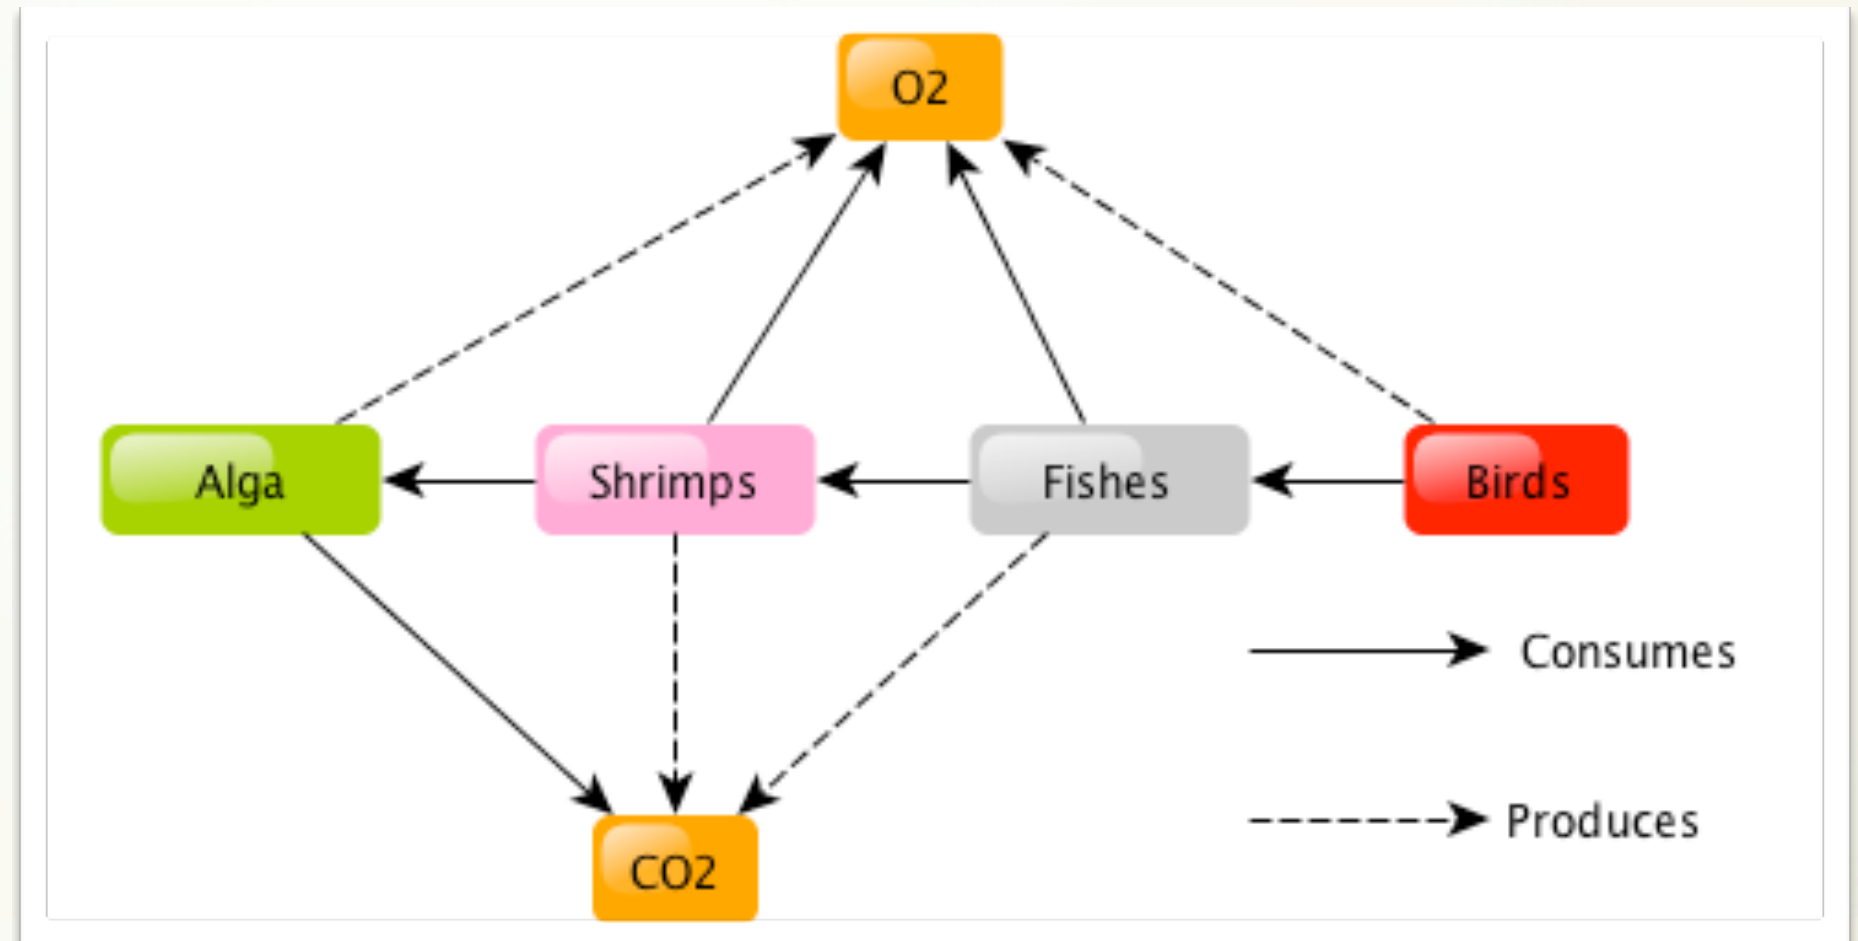 O2
Alga
Shrimps
Fishes
Birds
Consumes
Produces
CO2